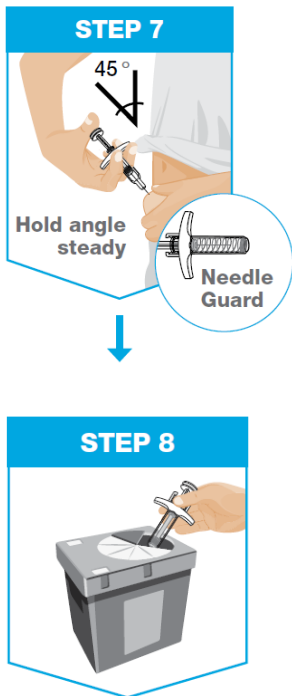 STEP 7
45°
Hold angle
steady
Needle
Guard
STEP 8